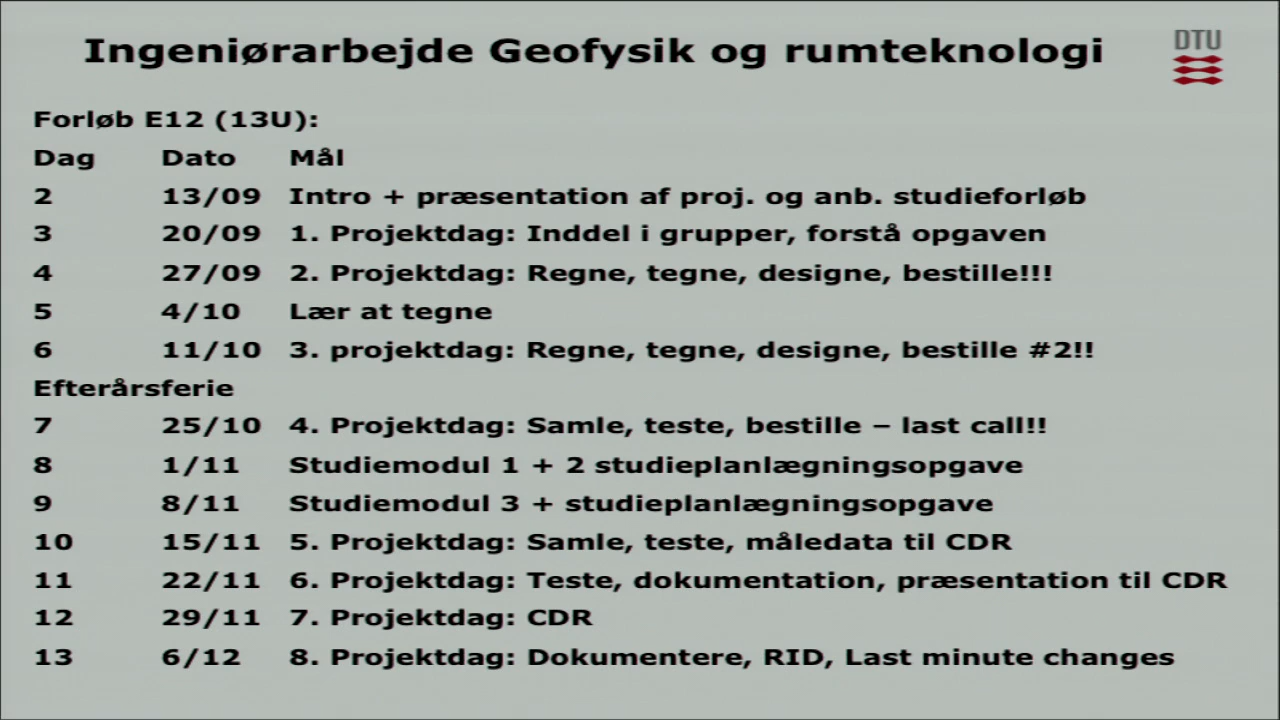 Ingeniørarbejde Geofysik og rumteknologi
DTU
Forløb E12 (13U):
Dag Dato Mål
2 13/09 Intro + præsentation af proj. og anb. studieforløb
3 20/09 1. Projektdag: Inddel i grupper, forstå opgaven
4 27/09 2. Projektdag: Regne, tegne, designe, bestille!!!
5 4/10 Lær at tegne
6 11/10 3. projektdag: Regne, tegne, designe, bestille #2!!
Efterårsferie
7 25/10 4. Projektdag: Samle, teste, bestille – last call!!
8 1/11 Studiemodul 1 + 2 studieplanlægningsopgave
9 8/11 Studiemodul 3 + studieplanlægningsopgave
10 15/11 5. Projektdag: Samle, teste, måledata til CDR
11 22/11 6. Projektdag: Teste, dokumentation, præsentation til CDR
12 29/11 7. Projektdag: CDR
13 6/12 8. Projektdag: Dokumentere, RID, Last minute changes